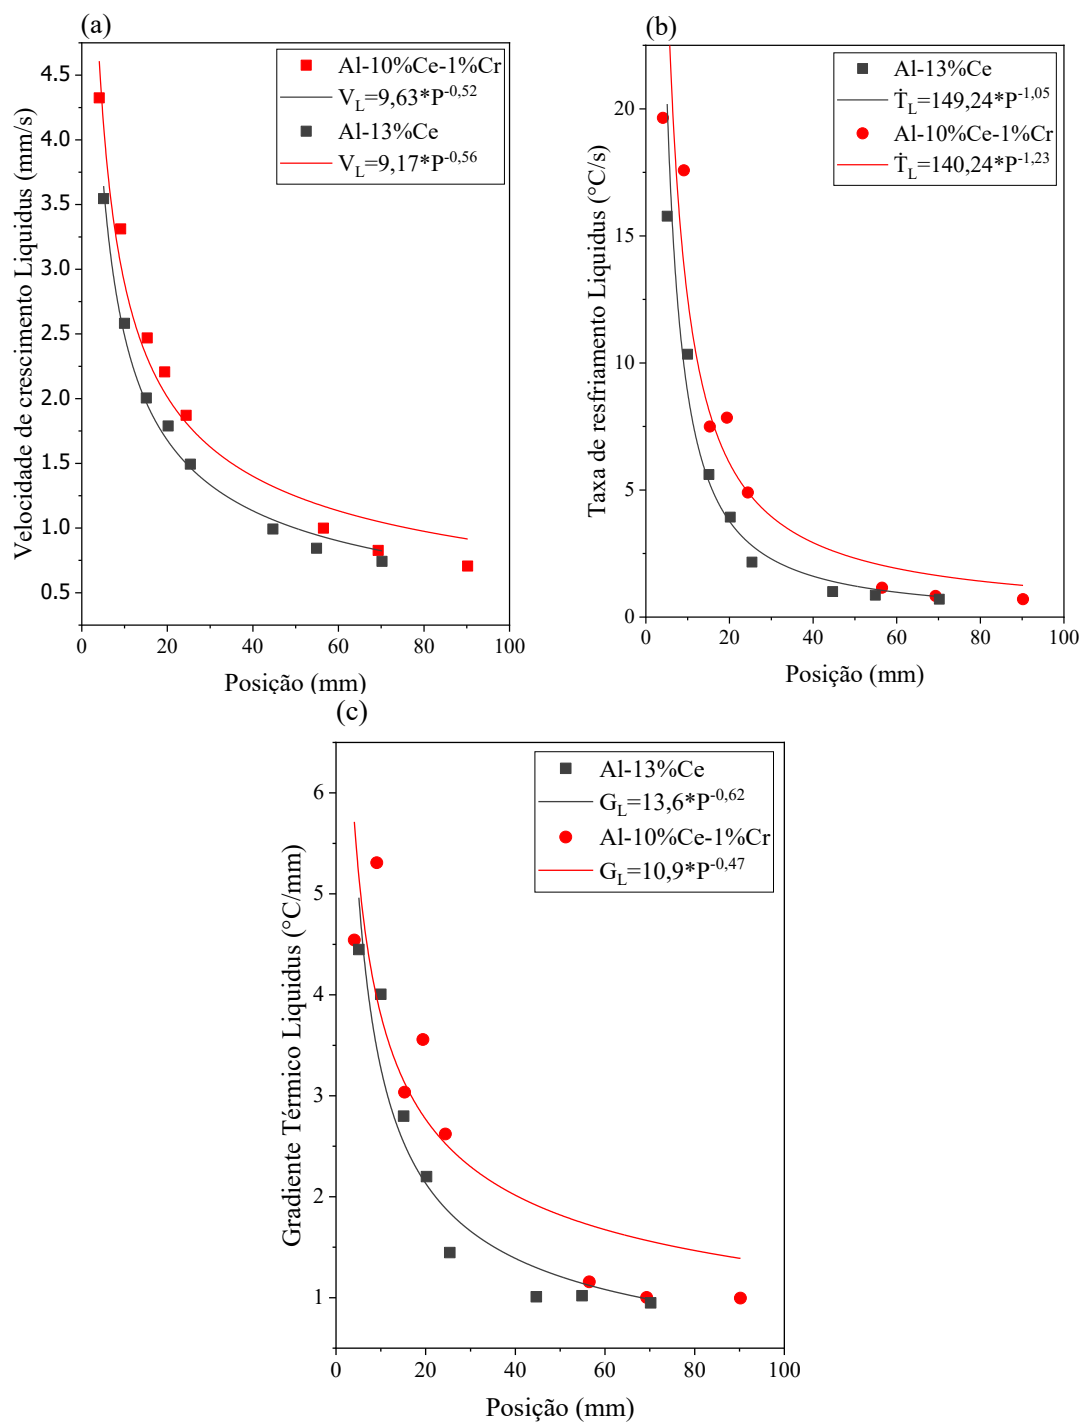 (a)
Al-10%Ce-1%Cr
V_L=9,63*P^-0,52
Al-13%Ce
V_L=9,17*P^-0,56
Velocidade de crescimento Liquidus (mm/s)
4.5
4.0
3.5
3.0
2.5
2.0
1.5
1.0
0.5
0 20 40 60 80 100
Posição (mm)
(b)
Al-13%Ce
Ṫ_L=149,24*P^-1,05
Al-10%Ce-1%Cr
Ṫ_L=140,24*P^-1,23
Taxa de resfriamento Liquidus (°C/s)
20
15
10
5
0
0 20 40 60 80 100
Posição (mm)
(c)
Al-13%Ce
G_L=13,6*P^-0,62
Al-10%Ce-1%Cr
G_L=10,9*P^-0,47
Gradiente Térmico Liquidus (°C/mm)
6
5
4
3
2
1
0 20 40 60 80 100
Posição (mm)